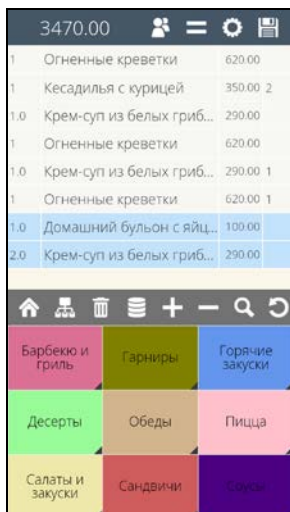 3470.00
1 Огненные креветки 620.00
1 Кесадилья с курицей 350.00 2
1.0 Крем-суп из белых гриб... 290.00
1 Огненные креветки 620.00
1.0 Крем-суп из белых гриб... 290.00 1
1 Огненные креветки 620.00 1
1.0 Домашний бульон с яйц... 100.00
2.0 Крем-суп из белых гриб... 290.00
Барбекю и гриль
Гарниры
Горячие закуски
Десерты
Обеды
Пицца
Салаты и закуски
Сандвичи
Соусы